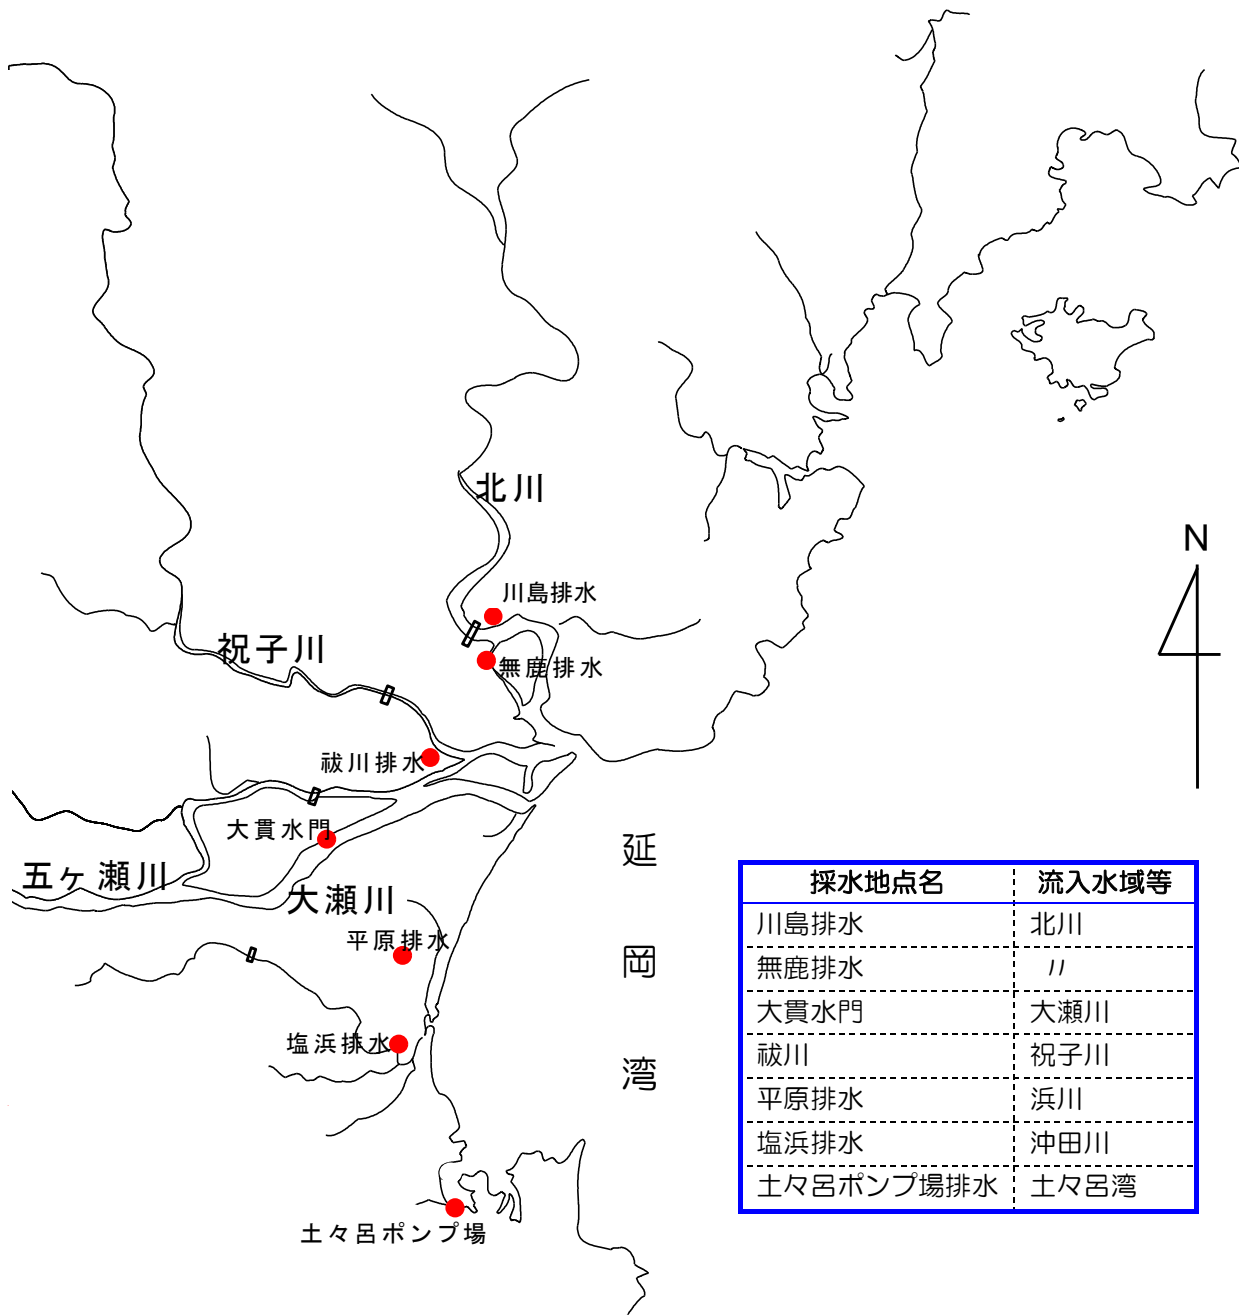 北川
N
川島排水
祝子川
無鹿排水
祓川排水
大貫水門
五ヶ瀬川
大瀬川
平原排水
塩浜排水
土々呂ポンプ場
延
岡
湾
採水地点名 流入水域等
川島排水 北川
無鹿排水 〃
大貫水門 大瀬川
祓川 祝子川
平原排水 浜川
塩浜排水 沖田川
土々呂ポンプ場排水 土々呂湾